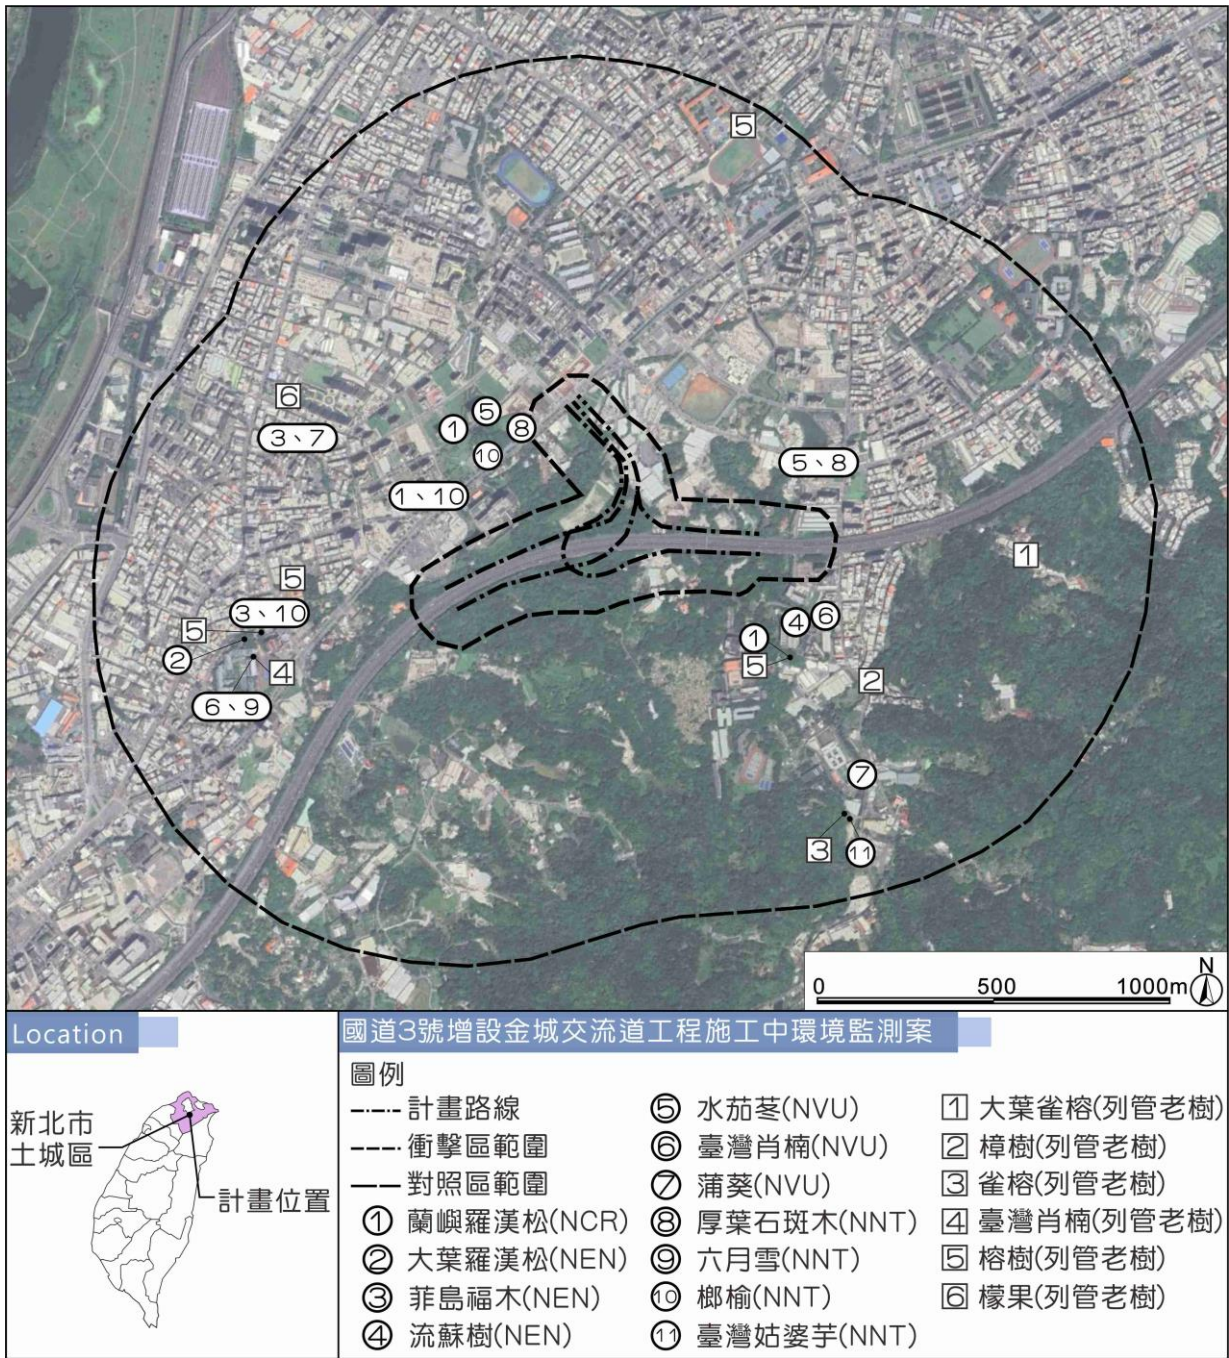 5
6
3、7
5
1
8
10
1、10
5、8
1
5
3、10
5
2
4
6、9
4
6
1
5
2
7
3
11
0
500
1000m
N
Location
新北市
土城區
計畫位置
國道3號增設金城交流道工程施工中環境監測案
圖例
計畫路線
衝擊區範圍
對照區範圍
① 蘭嶼羅漢松(NCR)
② 大葉羅漢松(NEN)
③ 菲島福木(NEN)
④ 流蘇樹(NEN)
⑤ 水茄苳(NVU)
⑥ 臺灣肖楠(NVU)
⑦ 蒲葵(NVU)
⑧ 厚葉石斑木(NNT)
⑨ 六月雪(NNT)
⑩ 榔榆(NNT)
⑪ 臺灣姑婆芋(NNT)
1 大葉雀榕(列管老樹)
2 樟樹(列管老樹)
3 雀榕(列管老樹)
4 臺灣肖楠(列管老樹)
5 榕樹(列管老樹)
6 檬果(列管老樹)